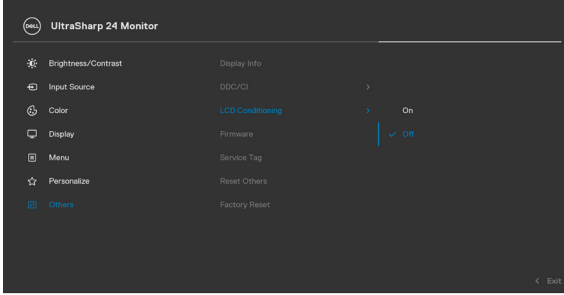 DELL UltraSharp 24 Monitor
Brightness/Contrast Display Info
Input Source DDC/CI >
Color LCD Conditioning > On
Display Firmware ✓ Off
Menu Service Tag
Personalize Reset Others
Others Factory Reset
< Exit